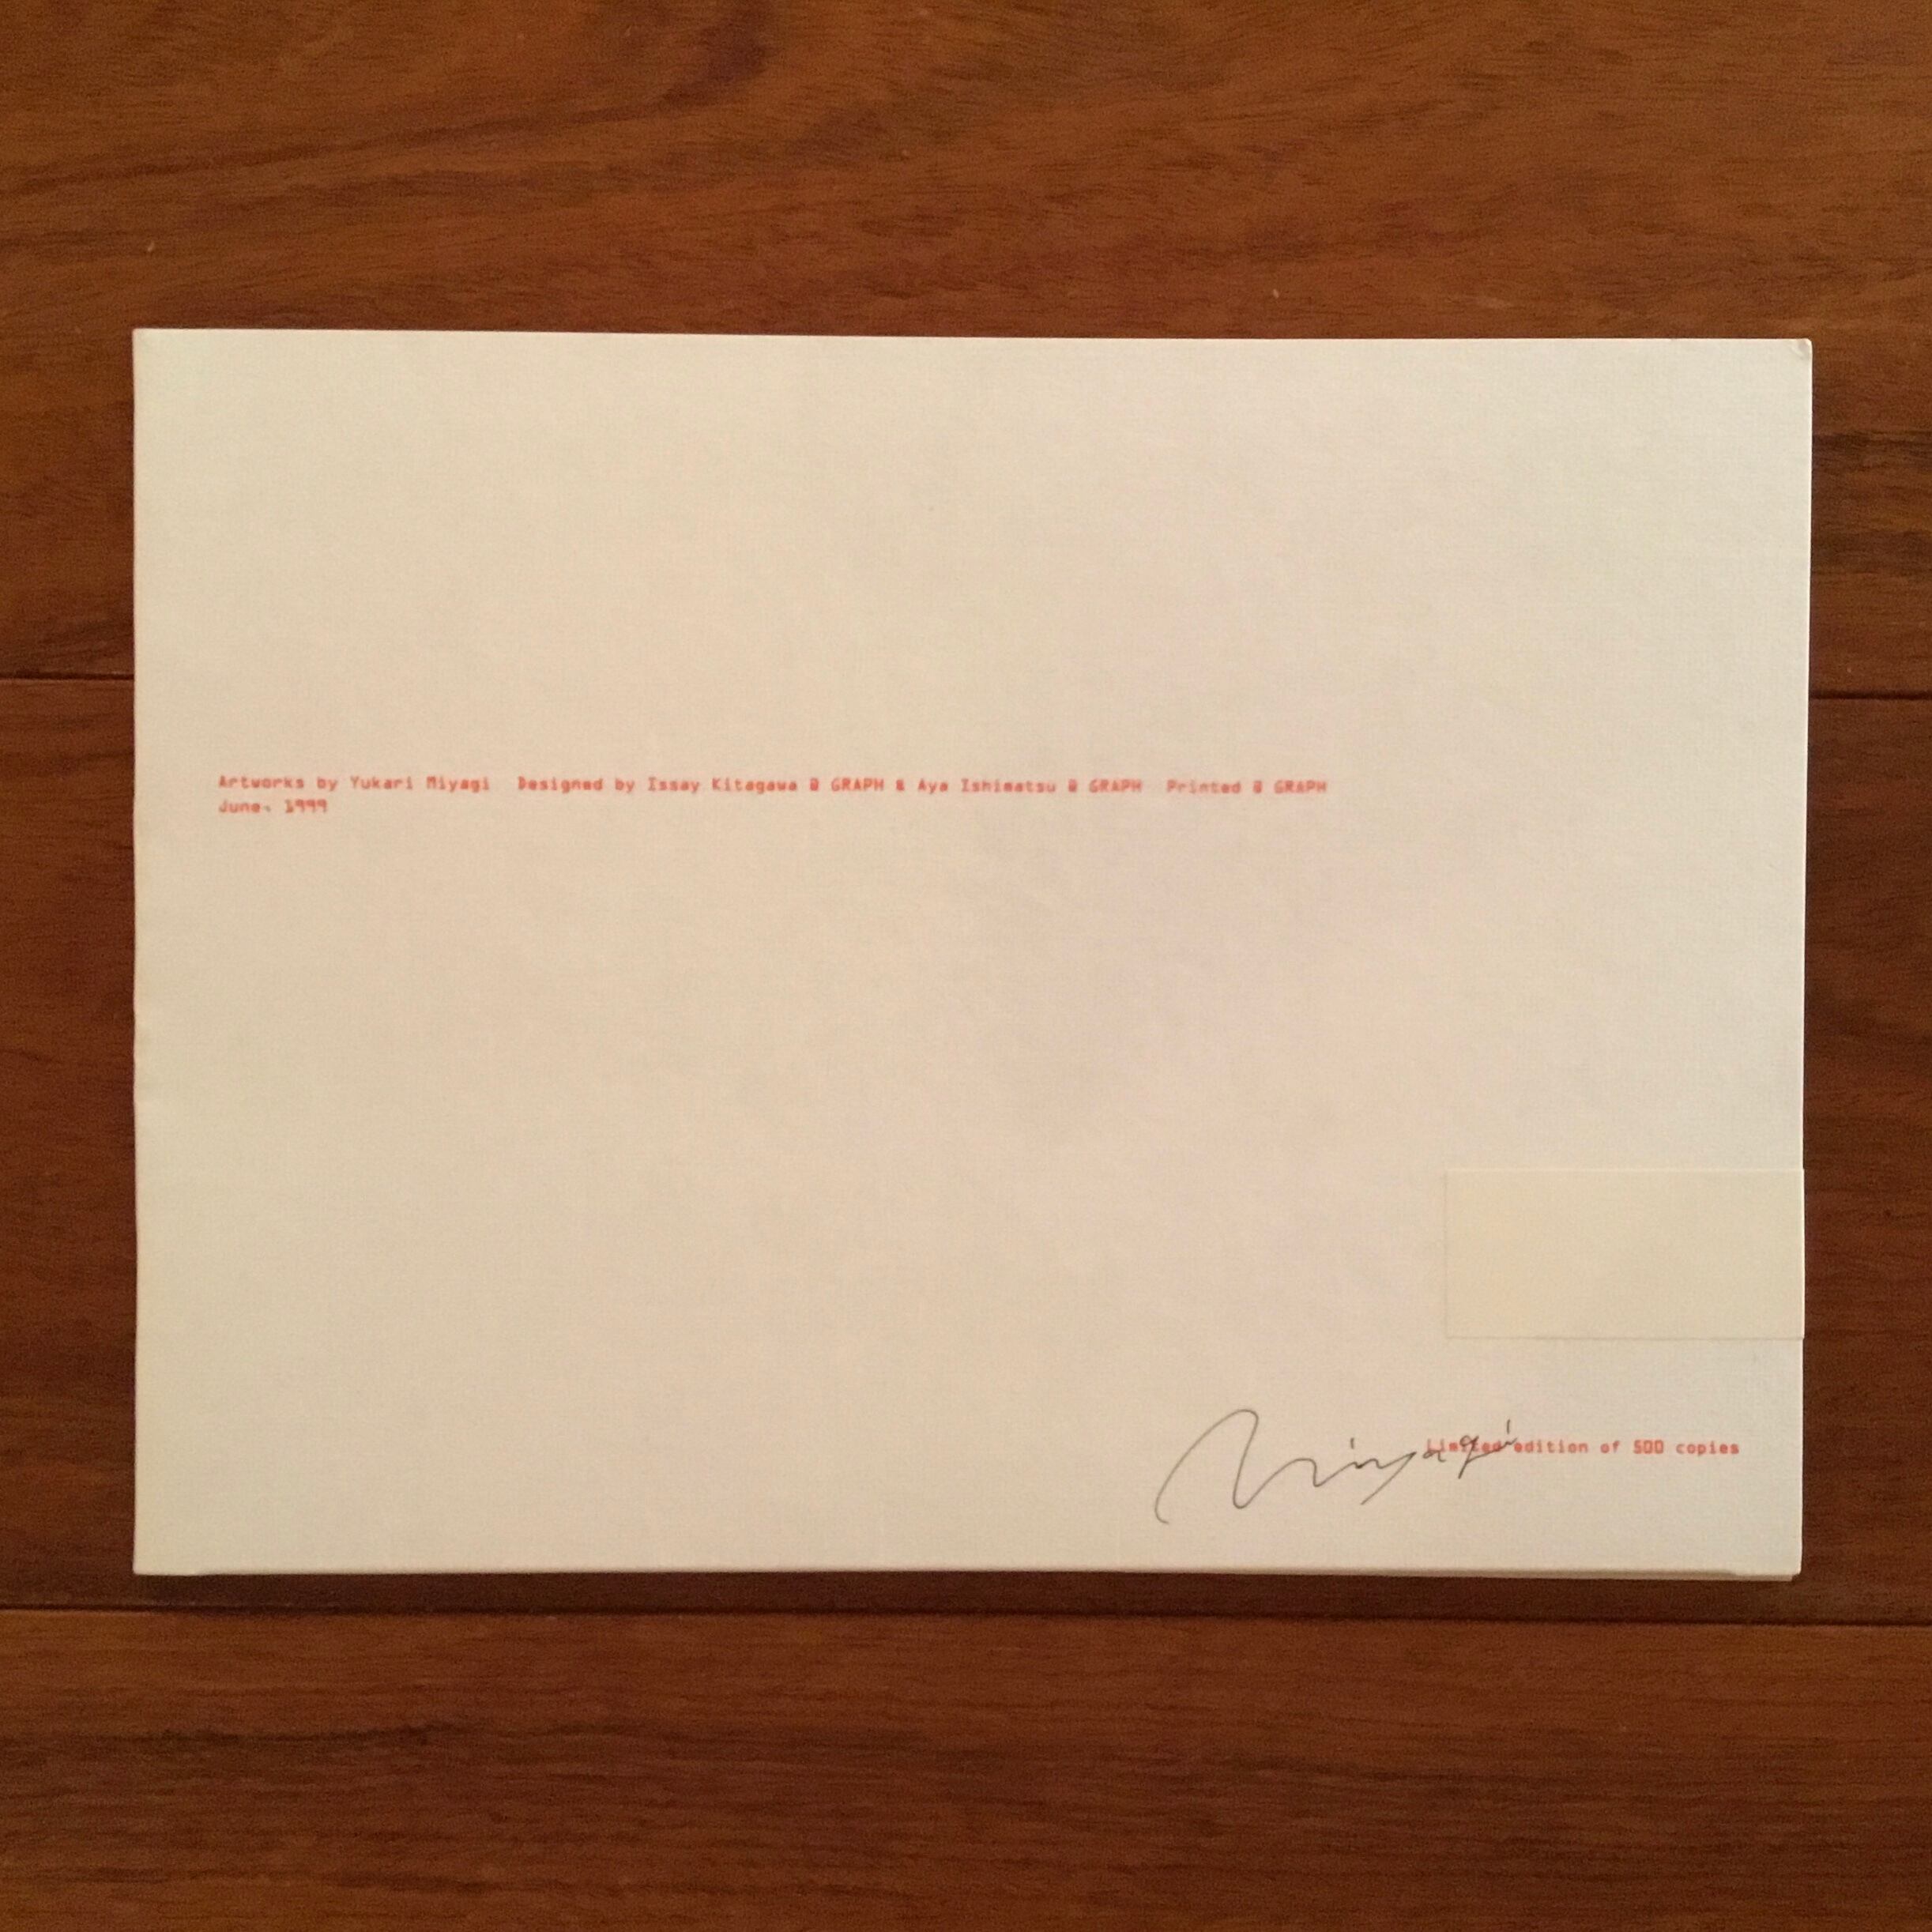 Artworks by Yukari Miyagi  Designed by Issay Kitagawa @ GRAPH & Aya Ishimatsu @ GRAPH  Printed @ GRAPH
June, 1999
Miyagi
Limited edition of 500 copies